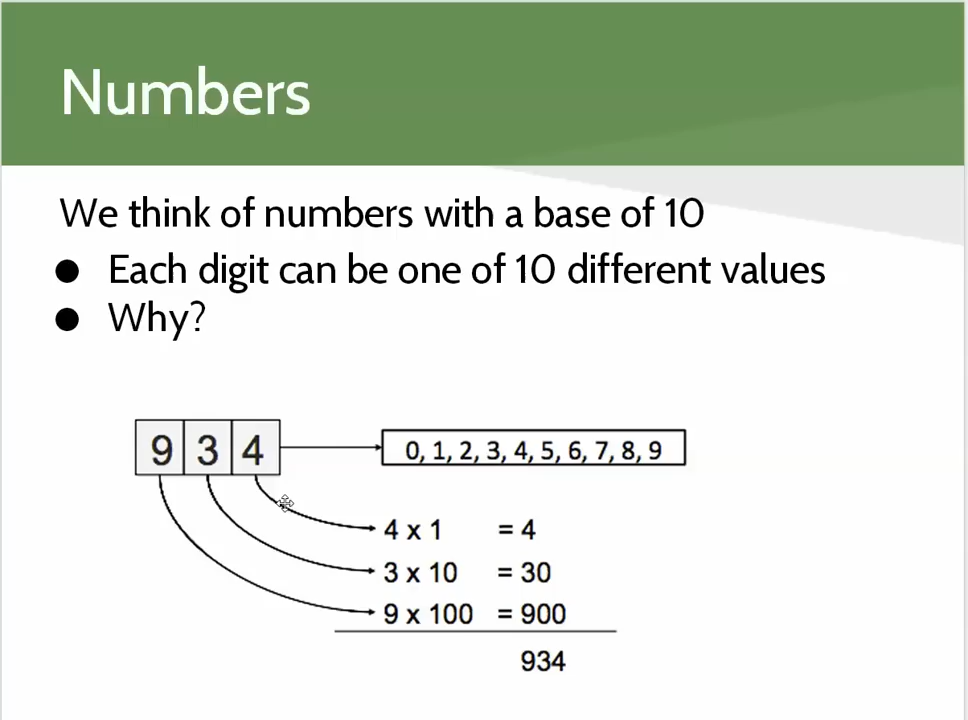 Numbers
We think of numbers with a base of 10
● Each digit can be one of 10 different values
● Why?
9 3 4
0, 1, 2, 3, 4, 5, 6, 7, 8, 9
4 x 1 = 4
3 x 10 = 30
9 x 100 = 900
934